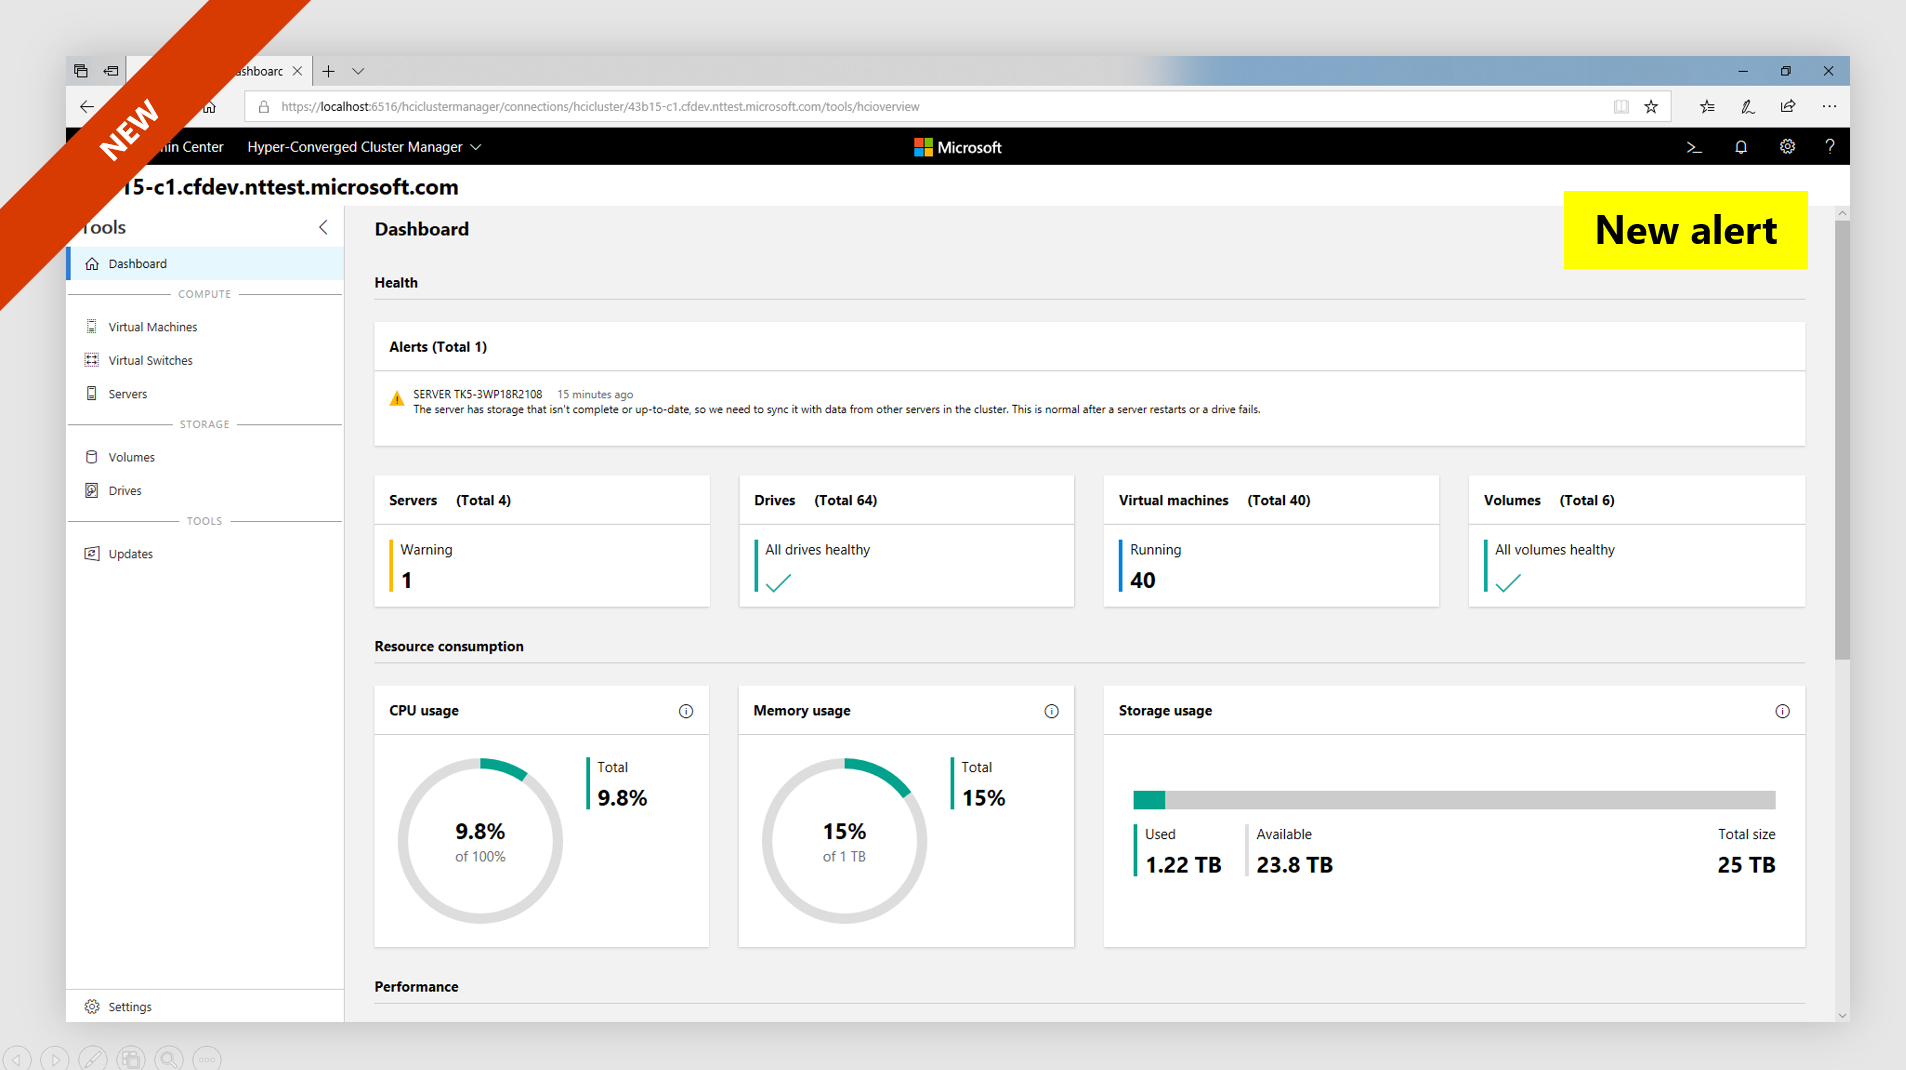 NEW
https://localhost:6516/hciclustermanager/connections/hcicluster/43b15-c1.cfdev.nttest.microsoft.com/tools/hcioverview
Center
Hyper-Converged Cluster Manager
Microsoft
15-c1.cfdev.nttest.microsoft.com
Tools
Dashboard
COMPUTE
Virtual Machines
Virtual Switches
Servers
STORAGE
Volumes
Drives
TOOLS
Updates
Settings
Dashboard
New alert
Health
Alerts (Total 1)
SERVER TK5-3WP18R2108 15 minutes ago
The server has storage that isn't complete or up-to-date, so we need to sync it with data from other servers in the cluster. This is normal after a server restarts or a drive fails.
Servers (Total 4)
Warning
1
Drives (Total 64)
All drives healthy
Virtual machines (Total 40)
Running
40
Volumes (Total 6)
All volumes healthy
Resource consumption
CPU usage
9.8%
of 100%
Total
9.8%
Memory usage
15%
of 1 TB
Total
15%
Storage usage
Used
1.22 TB
Available
23.8 TB
Total size
25 TB
Performance